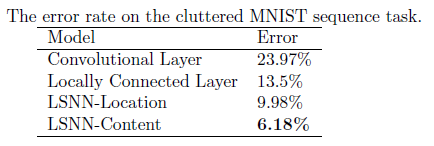 The error rate on the cluttered MNIST sequence task.
Model Error
Convolutional Layer 23.97%
Locally Connected Layer 13.5%
LSNN-Location 9.98%
LSNN-Content 6.18%